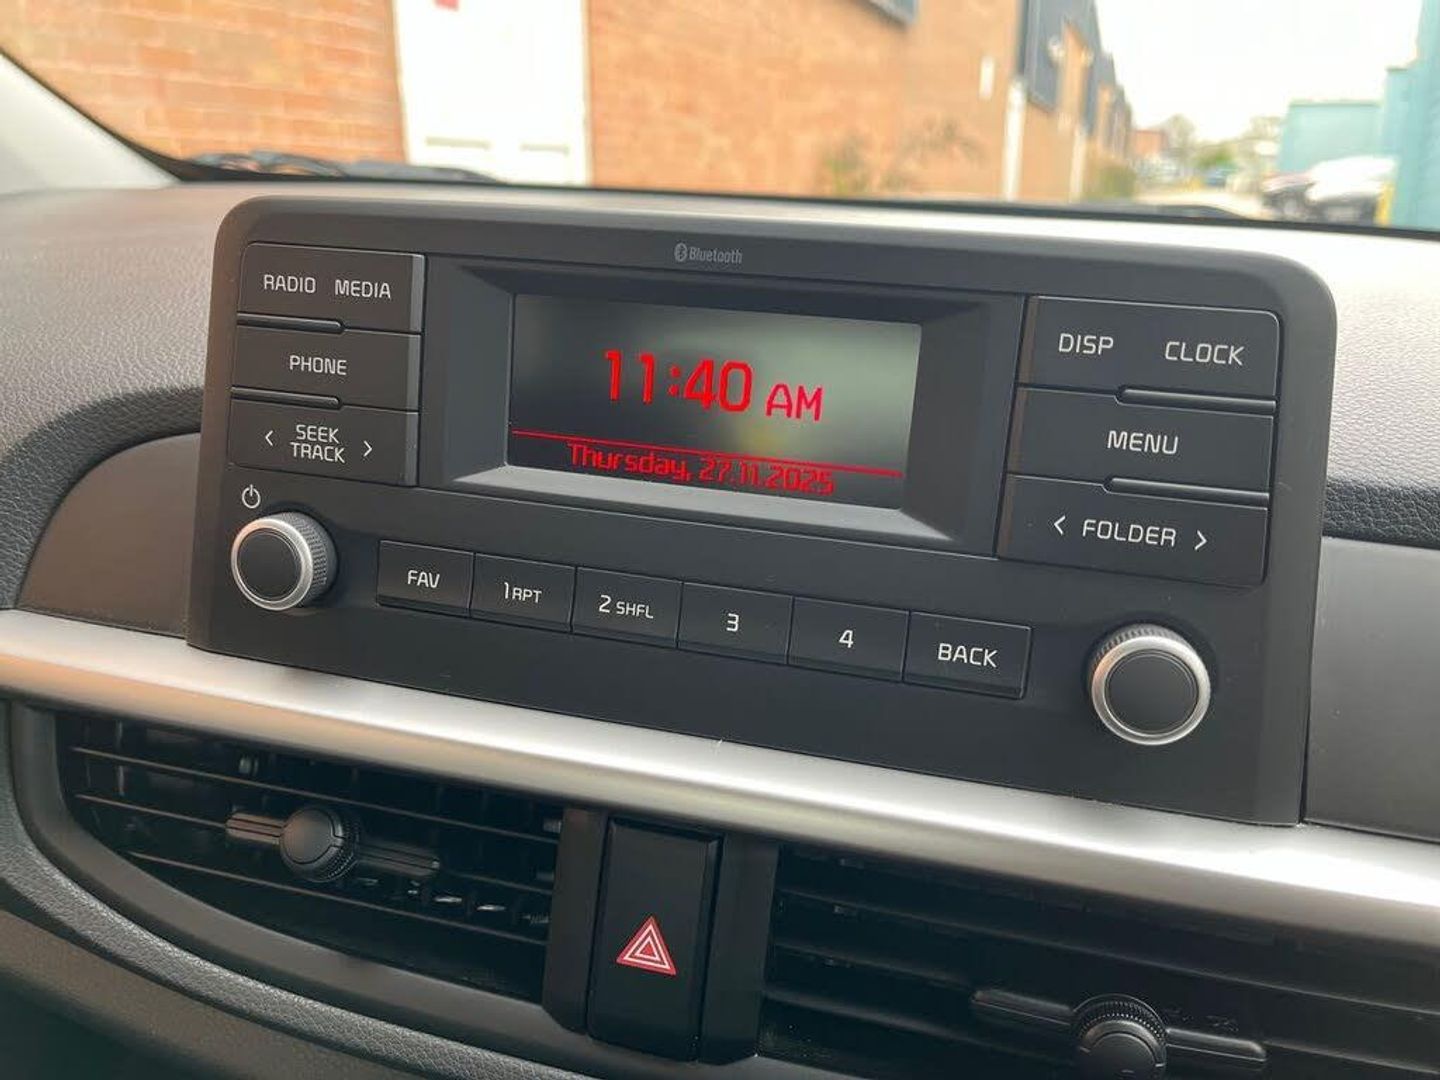 Bluetooth
RADIO MEDIA
PHONE
< SEEK TRACK >
11:40 AM
Thursday, 27.11.2025
DISP CLOCK
MENU
< FOLDER >
FAV
1 RPT
2 SHFL
3
4
BACK